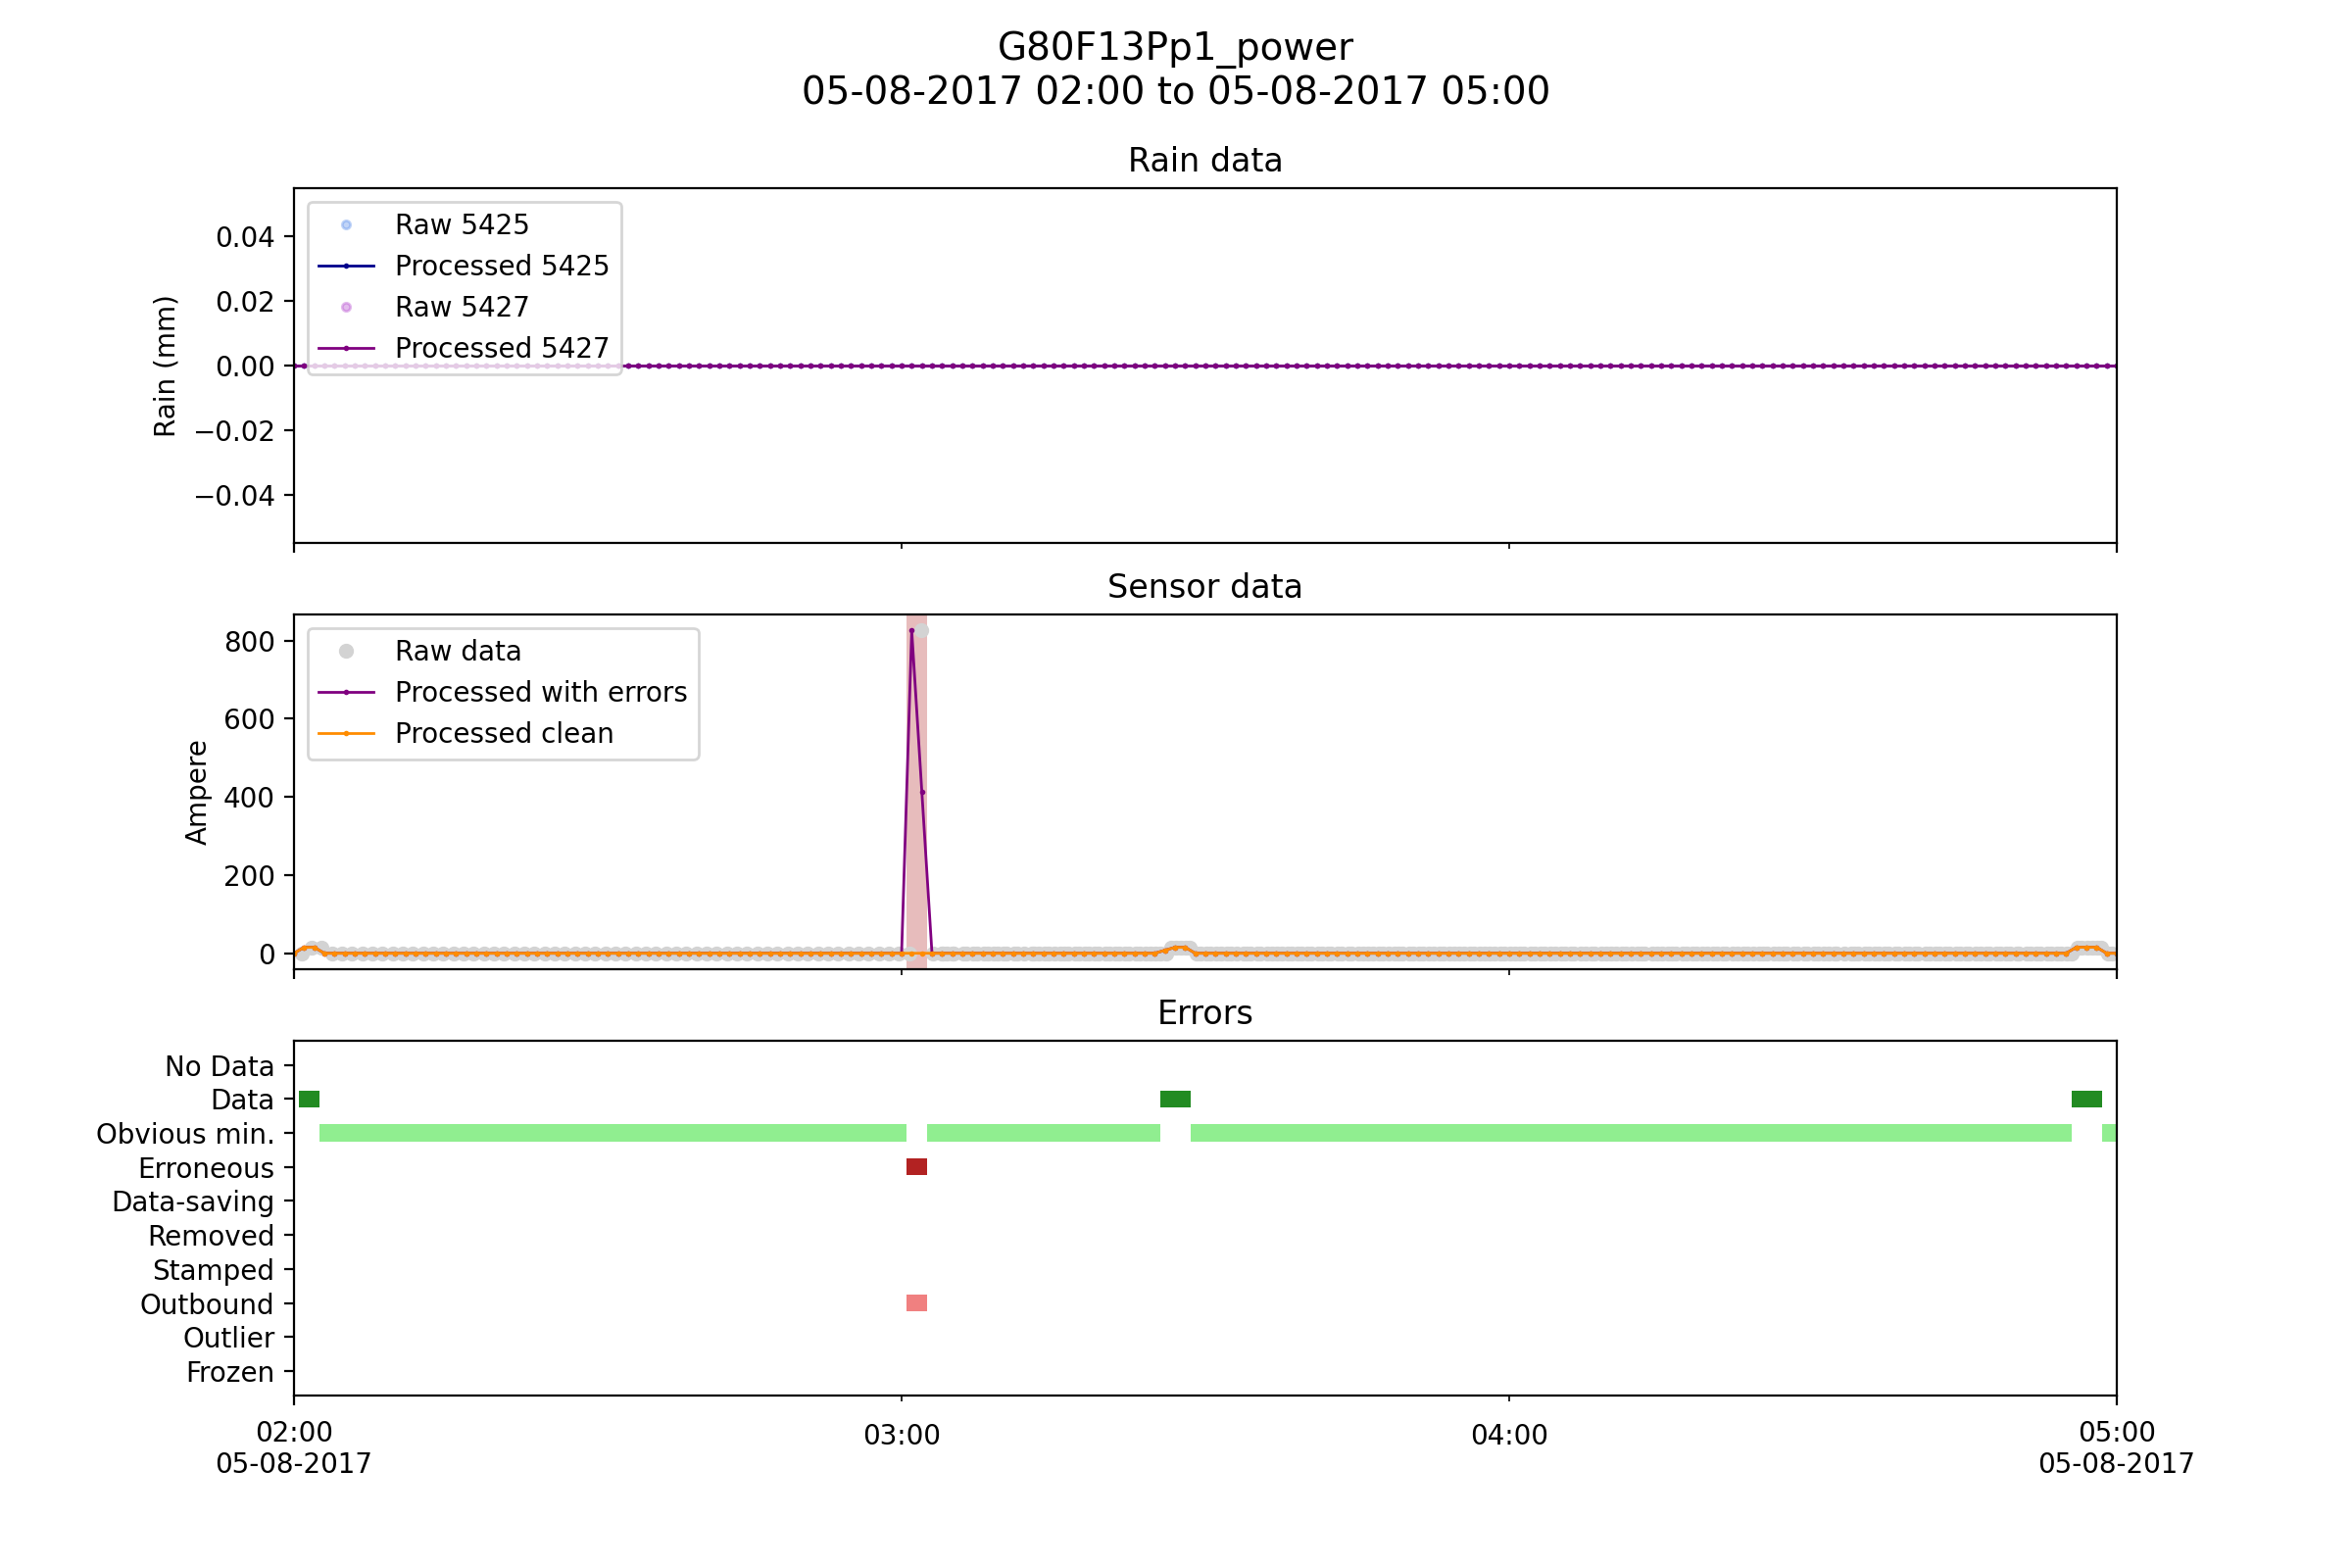 G80F13Pp1_power
05-08-2017 02:00 to 05-08-2017 05:00
Rain data
Rain (mm)
0.04
0.02
0.00
−0.02
−0.04
Raw 5425
Processed 5425
Raw 5427
Processed 5427
Sensor data
Ampere
800
600
400
200
0
Raw data
Processed with errors
Processed clean
Errors
No Data
Data
Obvious min.
Erroneous
Data-saving
Removed
Stamped
Outbound
Outlier
Frozen
02:00
05-08-2017
03:00
04:00
05:00
05-08-2017